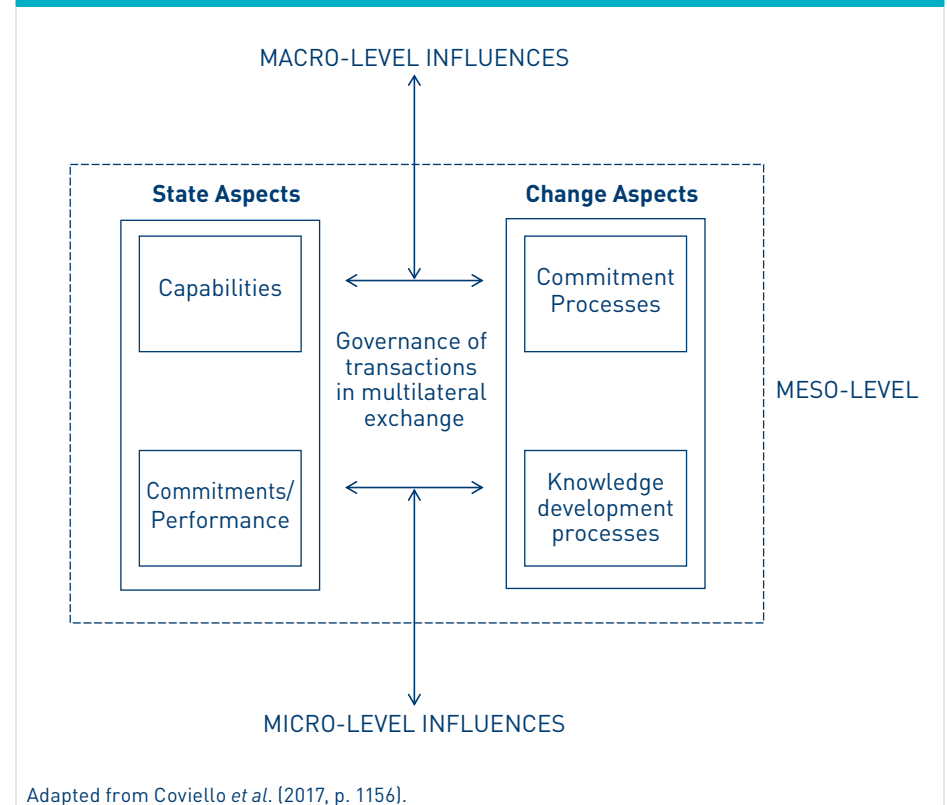 MACRO-LEVEL INFLUENCES
State Aspects
Change Aspects
Capabilities
Commitment
Processes
Governance of
transactions
in multilateral
exchange
MESO-LEVEL
Commitments/
Performance
Knowledge
development
processes
MICRO-LEVEL INFLUENCES
Adapted from Coviello et al. (2017, p. 1156).